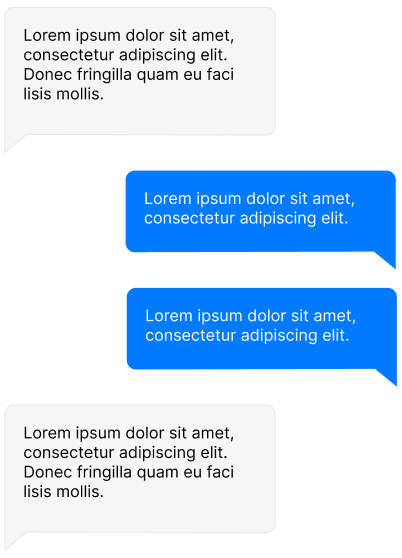 Lorem ipsum dolor sit amet,
consectetur adipiscing elit.
Donec fringilla quam eu faci
lisis mollis.
Lorem ipsum dolor sit amet,
consectetur adipiscing elit.
Lorem ipsum dolor sit amet,
consectetur adipiscing elit.
Lorem ipsum dolor sit amet,
consectetur adipiscing elit.
Donec fringilla quam eu faci
lisis mollis.